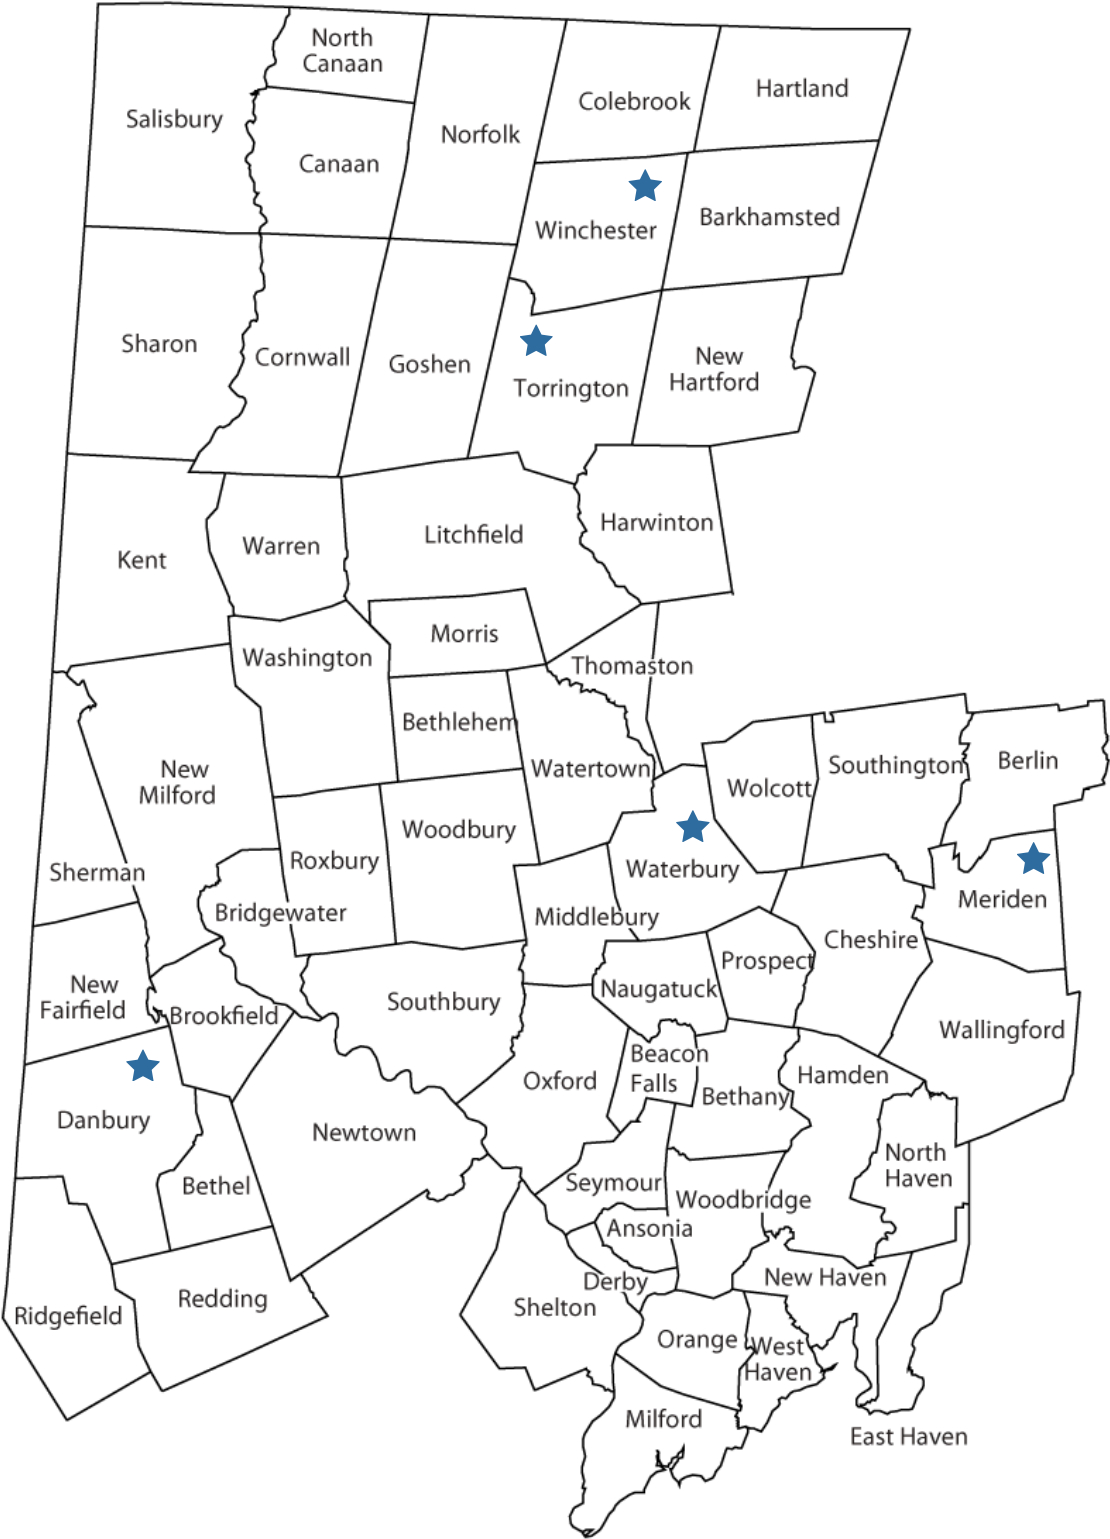 North
Canaan
Salisbury
Colebrook
Hartland
Norfolk
Canaan
Winchester
Barkhamsted
Sharon
Cornwall
Goshen
New
Hartford
Torrington
Harwinton
Litchfield
Warren
Kent
Morris
Washington
Thomaston
Bethlehem
Watertown
New
Milford
Wolcott
Southington
Berlin
Woodbury
Roxbury
Waterbury
Sherman
Meriden
Bridgewater
Middlebury
Cheshire
Prospect
New
Fairfield
Naugatuck
Southbury
Brookfield
Wallingford
Beacon
Falls
Oxford
Hamden
Bethany
Danbury
Newtown
North
Haven
Bethel
Seymour
Woodbridge
Ansonia
New Haven
Derby
Redding
Shelton
Ridgefield
Orange
West
Haven
Milford
East Haven